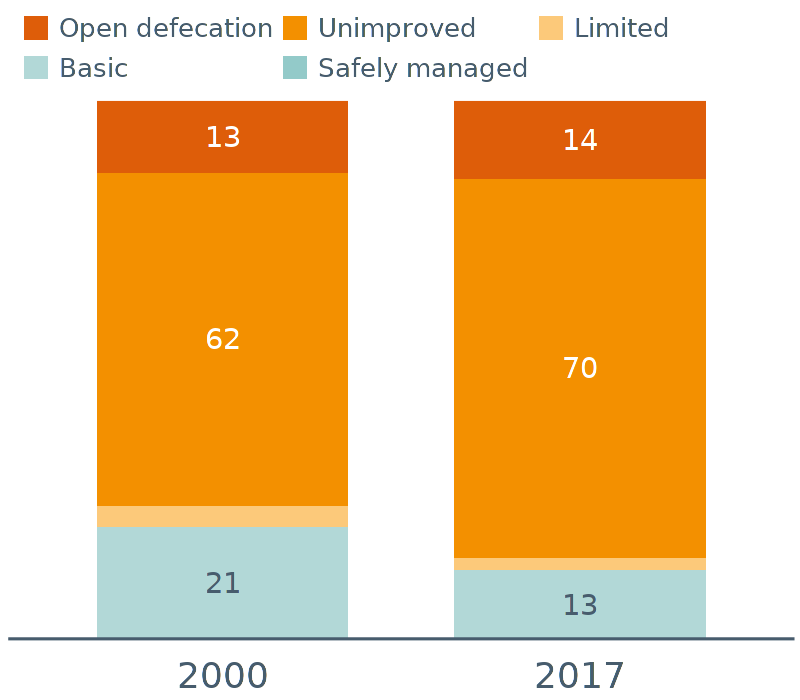 Open defecation Unimproved Limited
Basic Safely managed
13 14
62 70
21 13
2000 2017